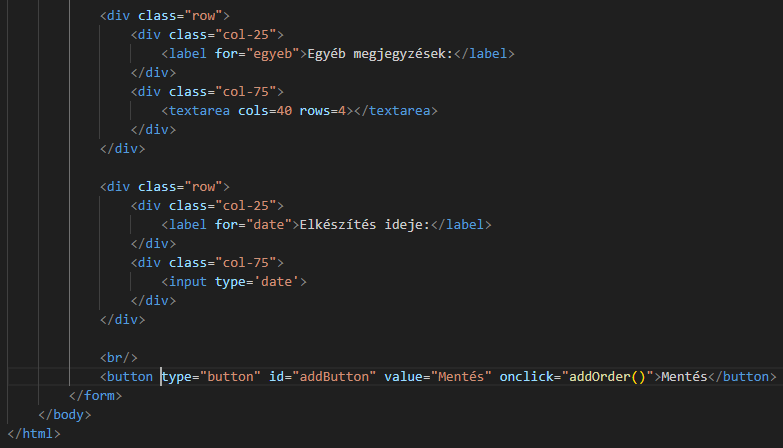 <div class="row">
<div class="col-25">
<label for="egyeb">Egyéb megjegyzések:</label>
</div>
<div class="col-75">
<textarea cols=40 rows=4></textarea>
</div>
</div>
<div class="row">
<div class="col-25">
<label for="date">Elkészítés ideje:</label>
</div>
<div class="col-75">
<input type='date'>
</div>
</div>
<br/>
<button type="button" id="addButton" value="Mentés" onclick="addOrder()">Mentés</button>
</form>
</body>
</html>